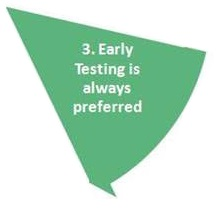 3. Early
Testing is
always
preferred